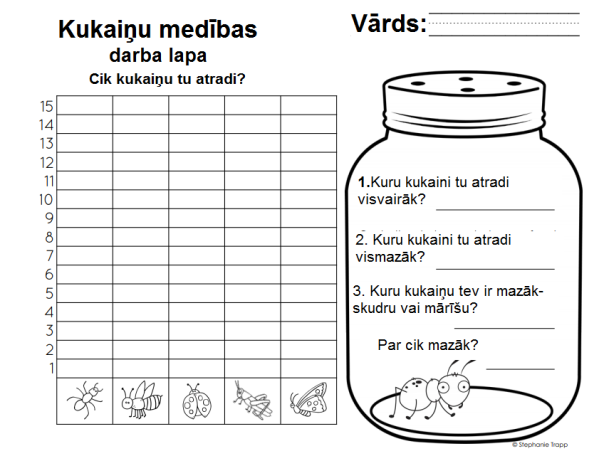 Kukaiņu medības
darba lapa
Cik kukaiņu tu atradi?
15
14
13
12
11
10
9
8
7
6
5
4
3
2
1
Vārds:
1.Kuru kukaini tu atradi
visvairāk?
2. Kuru kukaini tu atradi
vismazāk?
3. Kuru kukaiņu tev ir mazāk-
skudru vai mārīšu?
Par cik mazāk?
© Stephanie Trapp